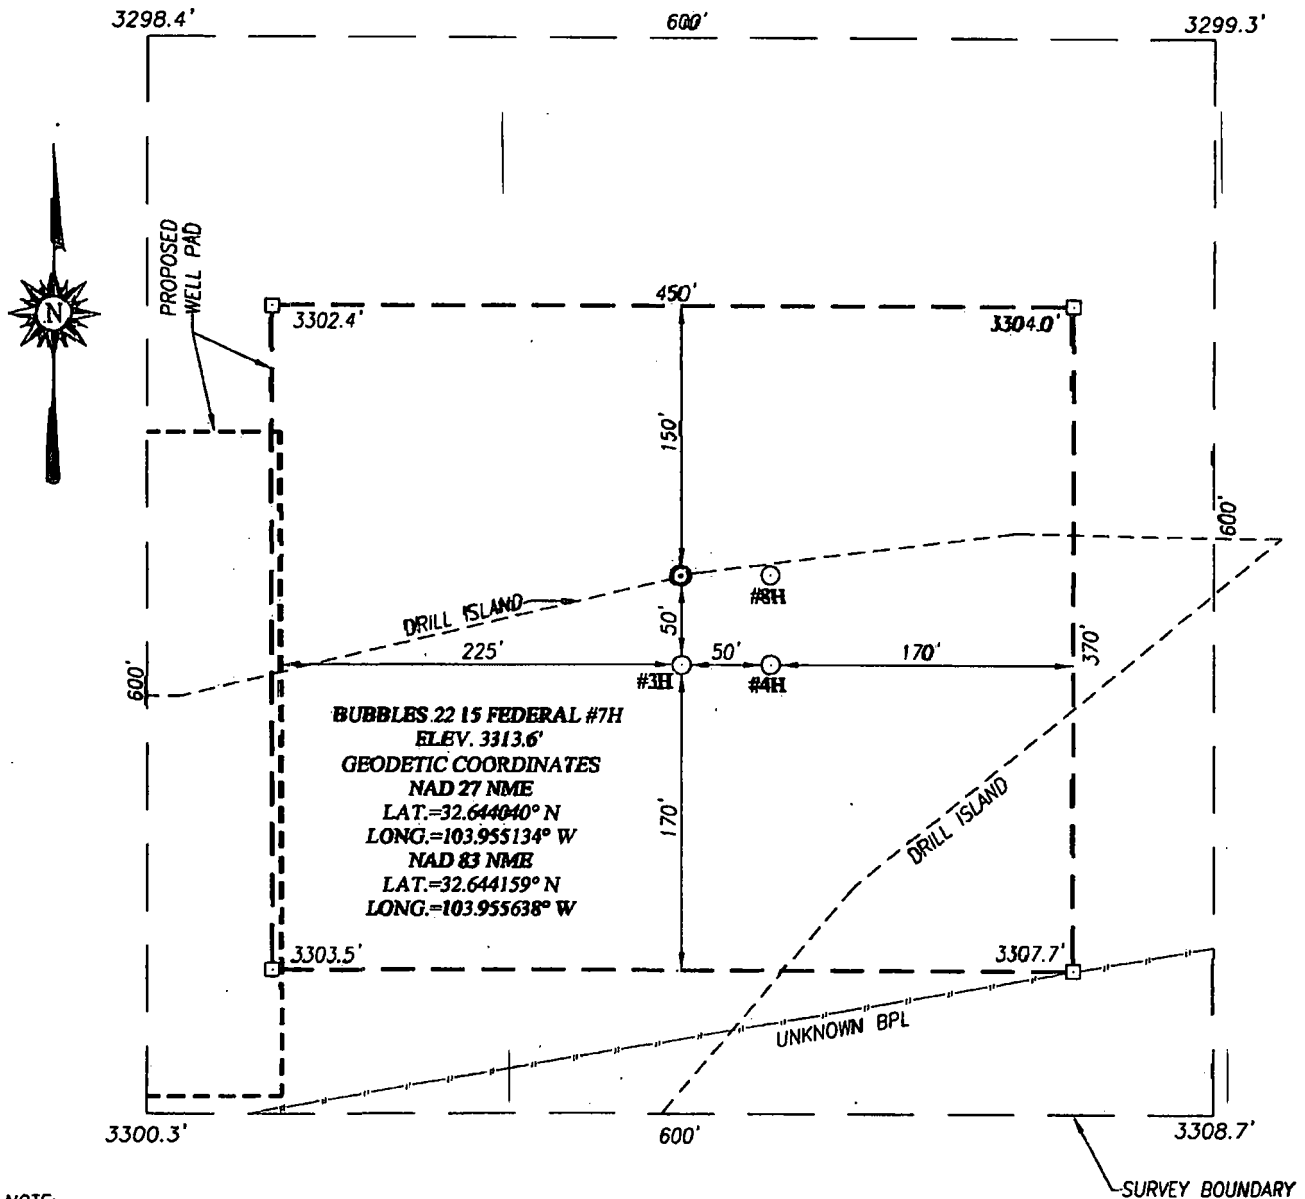 3298.4'
600'
3299.3'
PROPOSED
WELL PAD
N
450'
3302.4'
3304.0'
150'
600'
DRILL ISLAND
#8H
50'
225'
50'
170'
370'
600'
#3H
#4H
BUBBLES 22 15 FEDERAL #7H
ELEV. 3313.6'
GEODETIC COORDINATES
NAD 27 NME
LAT.=32.644040° N
LONG.=103.955134° W
NAD 83 NME
LAT.=32.644159° N
LONG.=103.955638° W
170'
DRILL ISLAND
3303.5'
3307.7'
UNKNOWN BPL
3300.3'
600'
3308.7'
SURVEY BOUNDARY
NOTE: